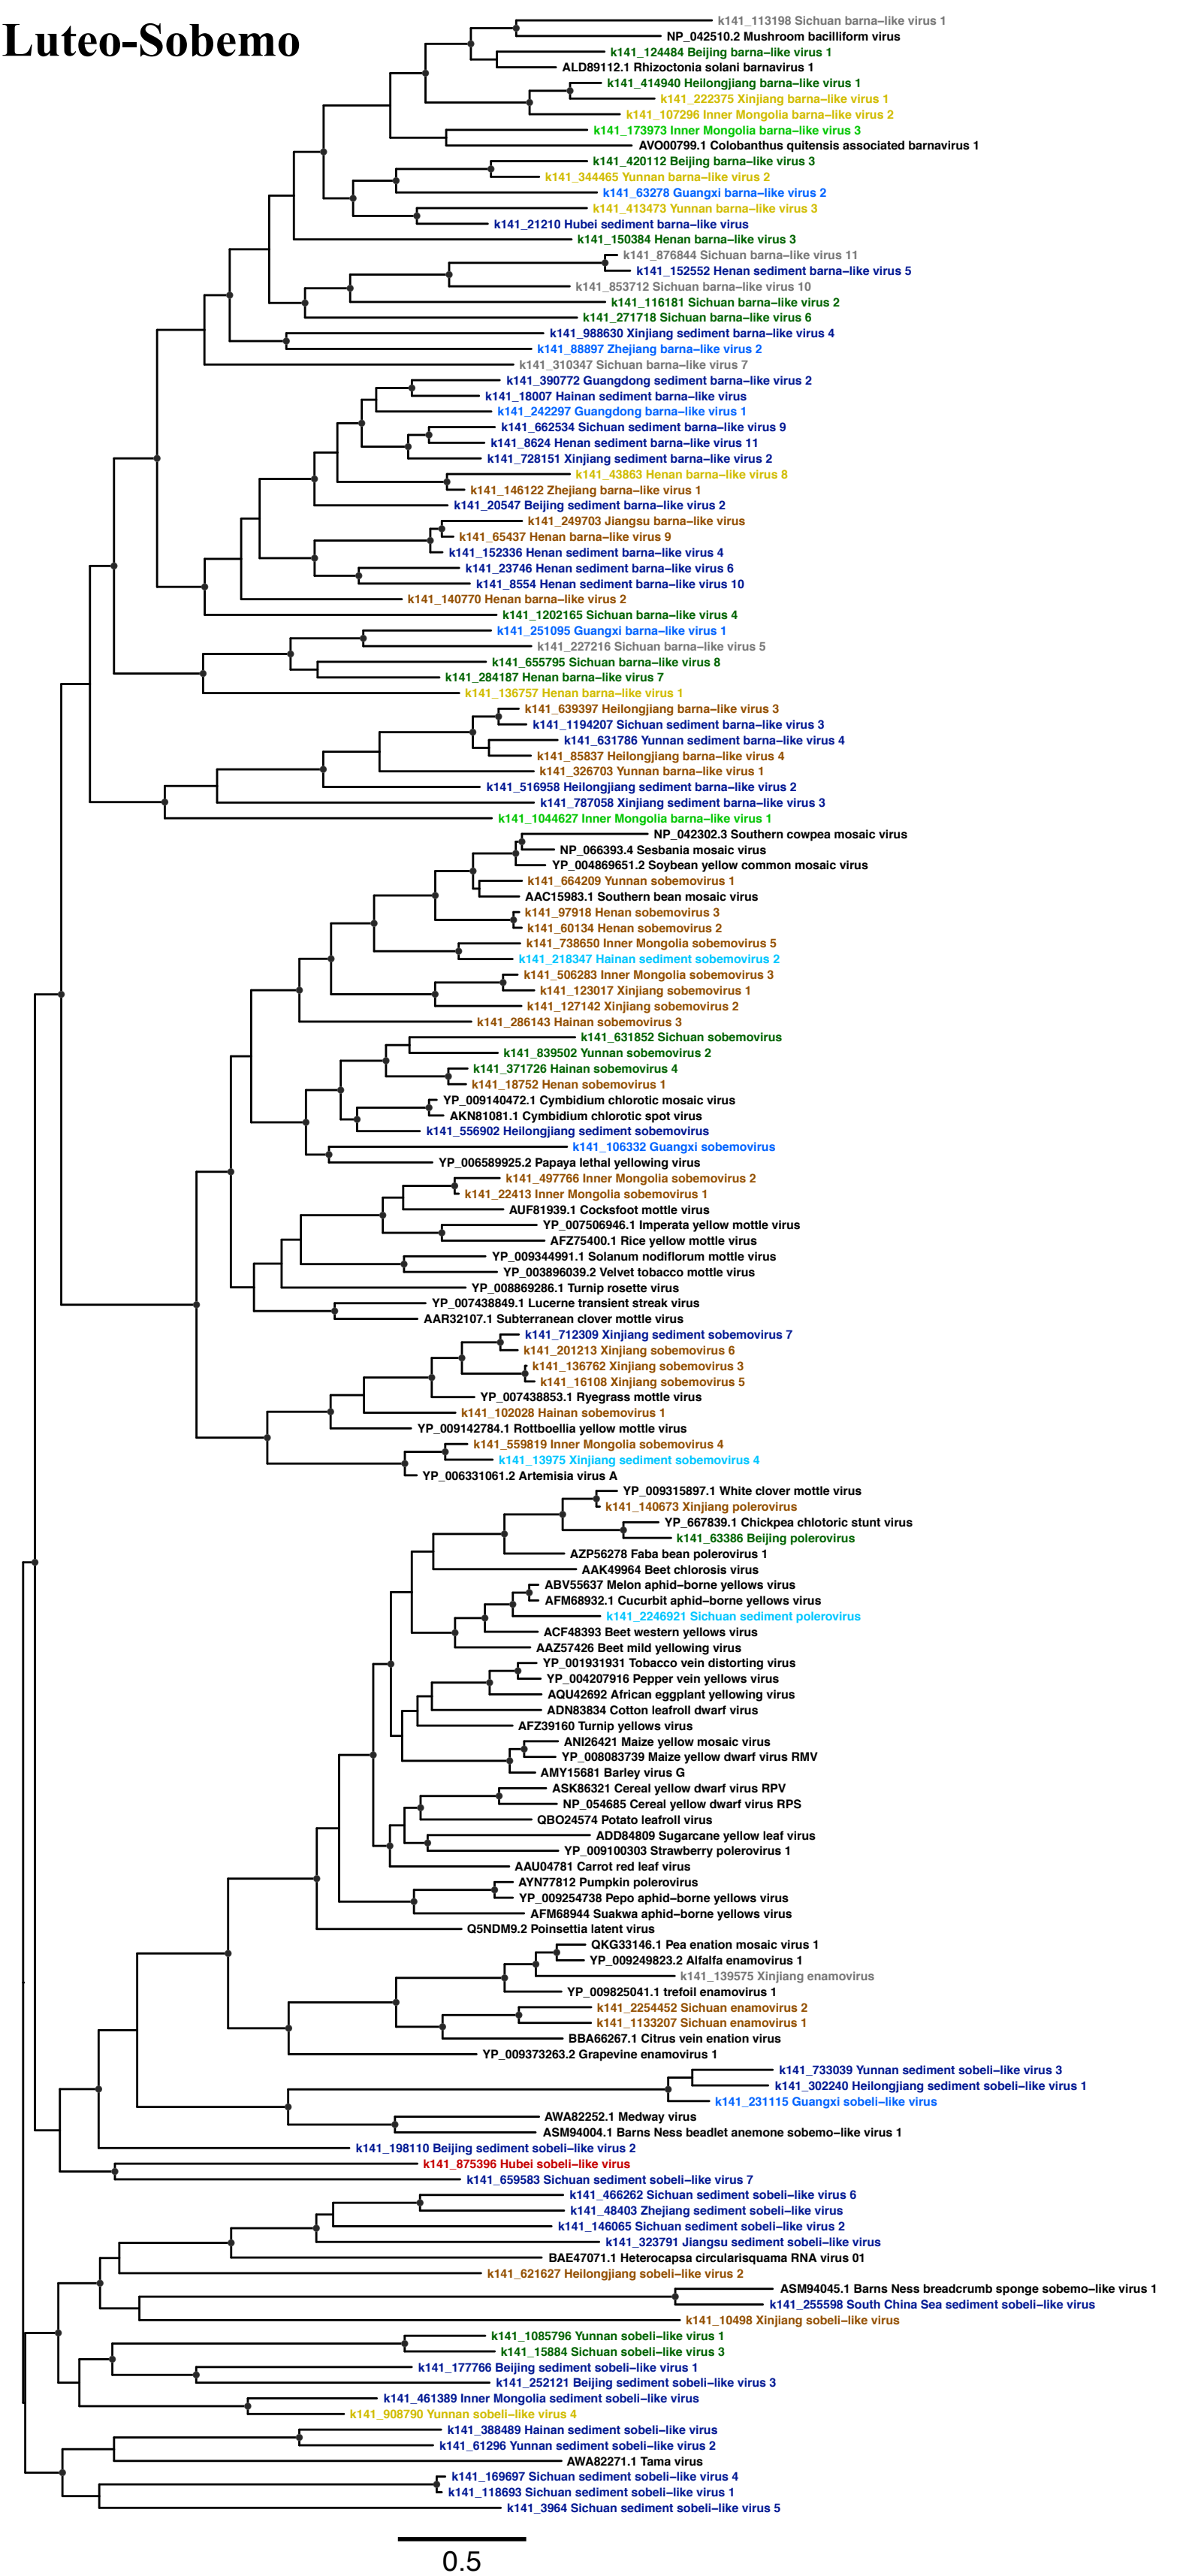 Luteo-Sobemo
k141_113198 Sichuan barna–like virus 1
NP_042510.2 Mushroom bacilliform virus
k141_124484 Beijing barna–like virus 1
ALD89112.1 Rhizoctonia solani barnavirus 1
k141_414940 Heilongjiang barna–like virus 1
k141_222375 Xinjiang barna–like virus 1
k141_107296 Inner Mongolia barna–like virus 2
k141_173973 Inner Mongolia barna–like virus 3
AVO00799.1 Colobanthus quitensis associated barnavirus 1
k141_420112 Beijing barna–like virus 3
k141_344465 Yunnan barna–like virus 2
k141_63278 Guangxi barna–like virus 2
k141_413473 Yunnan barna–like virus 3
k141_21210 Hubei sediment barna–like virus
k141_150384 Henan barna–like virus 3
k141_876844 Sichuan barna–like virus 11
k141_152552 Henan sediment barna–like virus 5
k141_853712 Sichuan barna–like virus 10
k141_116181 Sichuan barna–like virus 2
k141_271718 Sichuan barna–like virus 6
k141_988630 Xinjiang sediment barna–like virus 4
k141_88897 Zhejiang barna–like virus 2
k141_310347 Sichuan barna–like virus 7
k141_390772 Guangdong sediment barna–like virus 2
k141_18007 Hainan sediment barna–like virus
k141_242297 Guangdong barna–like virus 1
k141_662534 Sichuan sediment barna–like virus 9
k141_8624 Henan sediment barna–like virus 11
k141_728151 Xinjiang sediment barna–like virus 2
k141_43863 Henan barna–like virus 8
k141_146122 Zhejiang barna–like virus 1
k141_20547 Beijing sediment barna–like virus 2
k141_249703 Jiangsu barna–like virus
k141_65437 Henan barna–like virus 9
k141_152336 Henan sediment barna–like virus 4
k141_23746 Henan sediment barna–like virus 6
k141_8554 Henan sediment barna–like virus 10
k141_140770 Henan barna–like virus 2
k141_1202165 Sichuan barna–like virus 4
k141_251095 Guangxi barna–like virus 1
k141_227216 Sichuan barna–like virus 5
k141_655795 Sichuan barna–like virus 8
k141_284187 Henan barna–like virus 7
k141_136757 Henan barna–like virus 1
k141_639397 Heilongjiang barna–like virus 3
k141_1194207 Sichuan sediment barna–like virus 3
k141_631786 Yunnan sediment barna–like virus 4
k141_85837 Heilongjiang barna–like virus 4
k141_326703 Yunnan barna–like virus 1
k141_516958 Heilongjiang sediment barna–like virus 2
k141_787058 Xinjiang sediment barna–like virus 3
k141_1044627 Inner Mongolia barna–like virus 1
NP_042302.3 Southern cowpea mosaic virus
NP_066393.4 Sesbania mosaic virus
YP_004869651.2 Soybean yellow common mosaic virus
k141_664209 Yunnan sobemovirus 1
AAC15983.1 Southern bean mosaic virus
k141_97918 Henan sobemovirus 3
k141_60134 Henan sobemovirus 2
k141_738650 Inner Mongolia sobemovirus 5
k141_218347 Hainan sediment sobemovirus 2
k141_506283 Inner Mongolia sobemovirus 3
k141_123017 Xinjiang sobemovirus 1
k141_127142 Xinjiang sobemovirus 2
k141_286143 Hainan sobemovirus 3
k141_631852 Sichuan sobemovirus
k141_839502 Yunnan sobemovirus 2
k141_371726 Hainan sobemovirus 4
k141_18752 Henan sobemovirus 1
YP_009140472.1 Cymbidium chlorotic mosaic virus
AKN81081.1 Cymbidium chlorotic spot virus
k141_556902 Heilongjiang sediment sobemovirus
k141_106332 Guangxi sobemovirus
YP_006589925.2 Papaya lethal yellowing virus
k141_497766 Inner Mongolia sobemovirus 2
k141_22413 Inner Mongolia sobemovirus 1
AUF81939.1 Cocksfoot mottle virus
YP_007506946.1 Imperata yellow mottle virus
AFZ75400.1 Rice yellow mottle virus
YP_009344991.1 Solanum nodiflorum mottle virus
YP_003896039.2 Velvet tobacco mottle virus
YP_008869286.1 Turnip rosette virus
YP_007438849.1 Lucerne transient streak virus
AAR32107.1 Subterranean clover mottle virus
k141_712309 Xinjiang sediment sobemovirus 7
k141_201213 Xinjiang sobemovirus 6
k141_136762 Xinjiang sobemovirus 3
k141_16108 Xinjiang sobemovirus 5
YP_007438853.1 Ryegrass mottle virus
k141_102028 Hainan sobemovirus 1
YP_009142784.1 Rottboellia yellow mottle virus
k141_559819 Inner Mongolia sobemovirus 4
k141_13975 Xinjiang sediment sobemovirus 4
YP_006331061.2 Artemisia virus A
YP_009315897.1 White clover mottle virus
k141_140673 Xinjiang polerovirus
YP_667839.1 Chickpea chlotoric stunt virus
k141_63386 Beijing polerovirus
AZP56278 Faba bean polerovirus 1
AAK49964 Beet chlorosis virus
ABV55637 Melon aphid–borne yellows virus
AFM68932.1 Cucurbit aphid–borne yellows virus
k141_2246921 Sichuan sediment polerovirus
ACF48393 Beet western yellows virus
AAZ57426 Beet mild yellowing virus
YP_001931931 Tobacco vein distorting virus
YP_004207916 Pepper vein yellows virus
AQU42692 African eggplant yellowing virus
ADN83834 Cotton leafroll dwarf virus
AFZ39160 Turnip yellows virus
ANI26421 Maize yellow mosaic virus
YP_008083739 Maize yellow dwarf virus RMV
AMY15681 Barley virus G
ASK86321 Cereal yellow dwarf virus RPV
NP_054685 Cereal yellow dwarf virus RPS
QBO24574 Potato leafroll virus
ADD84809 Sugarcane yellow leaf virus
YP_009100303 Strawberry polerovirus 1
AAU04781 Carrot red leaf virus
AYN77812 Pumpkin polerovirus
YP_009254738 Pepo aphid–borne yellows virus
AFM68944 Suakwa aphid–borne yellows virus
Q5NDM9.2 Poinsettia latent virus
QKG33146.1 Pea enation mosaic virus 1
YP_009249823.2 Alfalfa enamovirus 1
k141_139575 Xinjiang enamovirus
YP_009825041.1 trefoil enamovirus 1
k141_2254452 Sichuan enamovirus 2
k141_1133207 Sichuan enamovirus 1
BBA66267.1 Citrus vein enation virus
YP_009373263.2 Grapevine enamovirus 1
k141_733039 Yunnan sediment sobeli–like virus 3
k141_302240 Heilongjiang sediment sobeli–like virus 1
k141_231115 Guangxi sobeli–like virus
AWA82252.1 Medway virus
ASM94004.1 Barns Ness beadlet anemone sobemo–like virus 1
k141_198110 Beijing sediment sobeli–like virus 2
k141_875396 Hubei sobeli–like virus
k141_659583 Sichuan sediment sobeli–like virus 7
k141_466262 Sichuan sediment sobeli–like virus 6
k141_48403 Zhejiang sediment sobeli–like virus
k141_146065 Sichuan sediment sobeli–like virus 2
k141_323791 Jiangsu sediment sobeli–like virus
BAE47071.1 Heterocapsa circularisquama RNA virus 01
k141_621627 Heilongjiang sobeli–like virus 2
ASM94045.1 Barns Ness breadcrumb sponge sobemo–like virus 1
k141_255598 South China Sea sediment sobeli–like virus
k141_10498 Xinjiang sobeli–like virus
k141_1085796 Yunnan sobeli–like virus 1
k141_15884 Sichuan sobeli–like virus 3
k141_177766 Beijing sediment sobeli–like virus 1
k141_252121 Beijing sediment sobeli–like virus 3
k141_461389 Inner Mongolia sediment sobeli–like virus
k141_908790 Yunnan sobeli–like virus 4
k141_388489 Hainan sediment sobeli–like virus
k141_61296 Yunnan sediment sobeli–like virus 2
AWA82271.1 Tama virus
k141_169697 Sichuan sediment sobeli–like virus 4
k141_118693 Sichuan sediment sobeli–like virus 1
k141_3964 Sichuan sediment sobeli–like virus 5
0.5